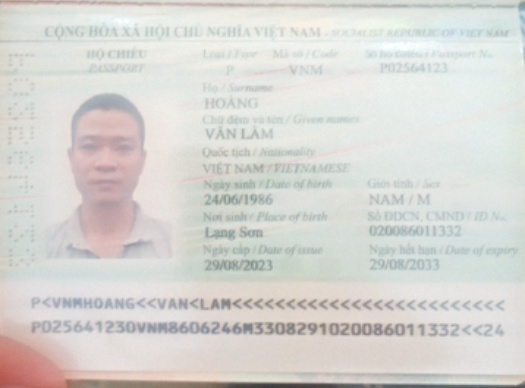 CỘNG HÒA XÃ HỘI CHỦ NGHĨA VIỆT NAM - SOCIALIST REPUBLIC OF VIET NAM
HỘ CHIẾU
PASSPORT
Loại / Type Mã số / Code Số hộ chiếu / Passport No
P VNM P02564123
Họ / Surname
HOÀNG
Chữ đệm và tên / Given names
VĂN LÂM
Quốc tịch / Nationality
VIỆT NAM / VIETNAMESE
Ngày sinh / Date of birth Giới tính / Sex
24/06/1986 NAM / M
Nơi sinh / Place of birth Số ĐDCN, CMND / ID No
Lạng Sơn 020086011332
Ngày cấp / Date of issue Ngày hết hạn / Date of expiry
29/08/2023 29/08/2033
P<VNMHOANG<<VAN<LAM<<<<<<<<<<<<<<<<<<<<<<<<<
P025641230VNM8606246M3308291020086011332<<24